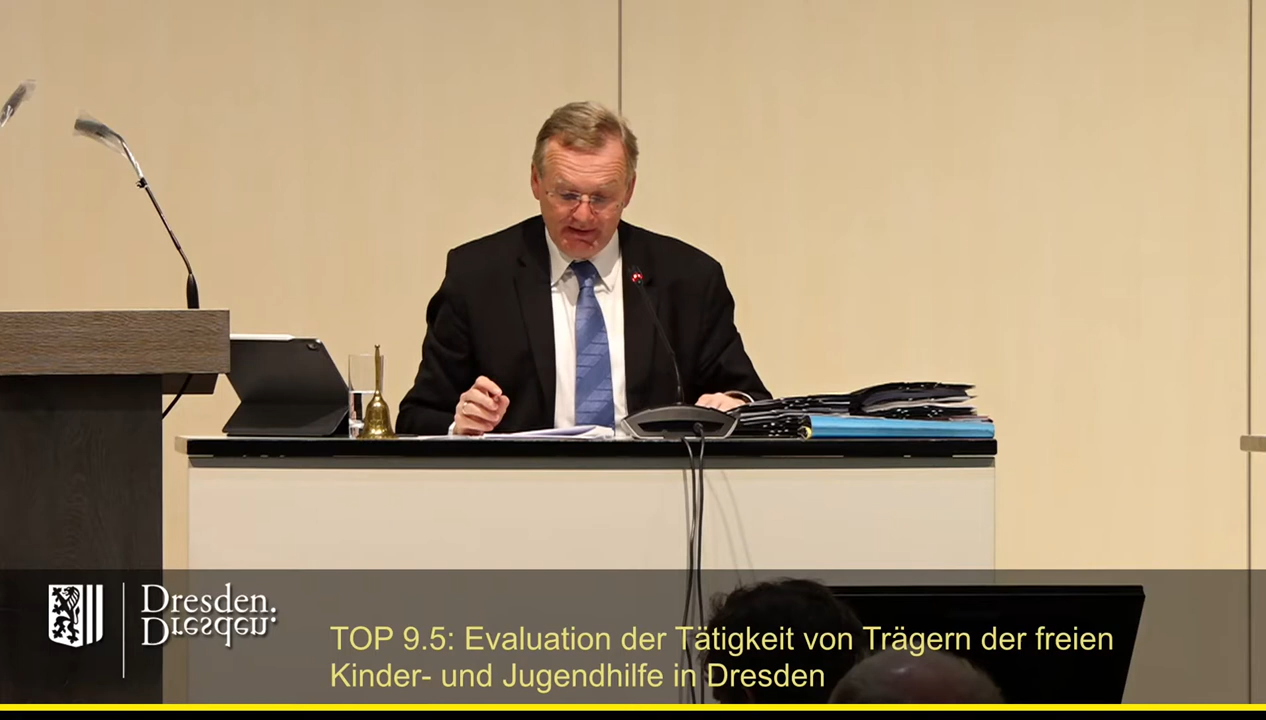 Dresden.
Dresden.
TOP 9.5: Evaluation der Tätigkeit von Trägern der freien
Kinder- und Jugendhilfe in Dresden